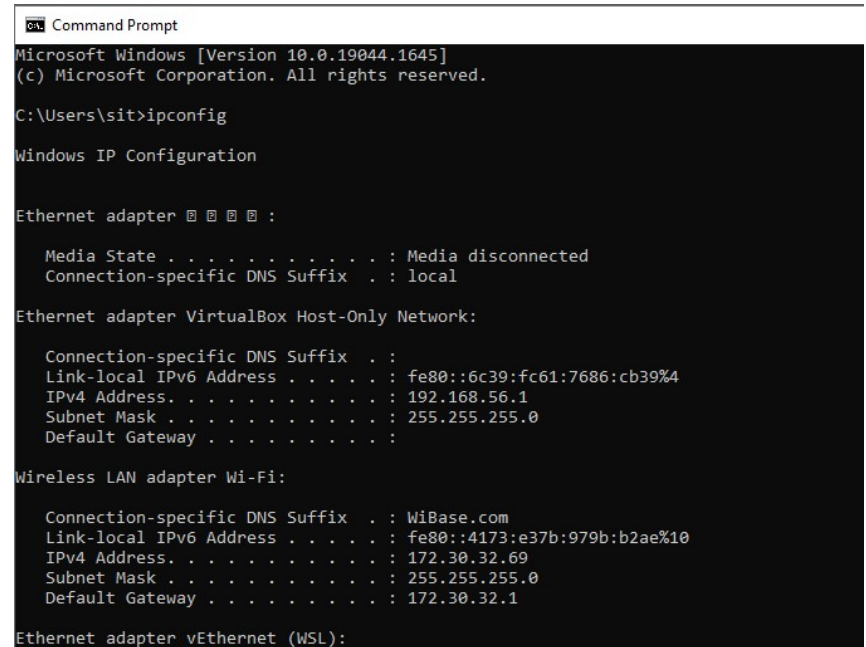 Command Prompt
Microsoft Windows [Version 10.0.19044.1645]
(c) Microsoft Corporation. All rights reserved.
C:\Users\sit>ipconfig
Windows IP Configuration
Ethernet adapter :
Media State . . . . . . . . . . . : Media disconnected
Connection-specific DNS Suffix  . : local
Ethernet adapter VirtualBox Host-Only Network:
Connection-specific DNS Suffix  . :
Link-local IPv6 Address . . . . . : fe80::6c39:fc61:7686:cb39%4
IPv4 Address. . . . . . . . . . . : 192.168.56.1
Subnet Mask . . . . . . . . . . . : 255.255.255.0
Default Gateway . . . . . . . . . :
Wireless LAN adapter Wi-Fi:
Connection-specific DNS Suffix  . : WiBase.com
Link-local IPv6 Address . . . . . : fe80::4173:e37b:979b:b2ae%10
IPv4 Address. . . . . . . . . . . : 172.30.32.69
Subnet Mask . . . . . . . . . . . : 255.255.255.0
Default Gateway . . . . . . . . . : 172.30.32.1
Ethernet adapter vEthernet (WSL):